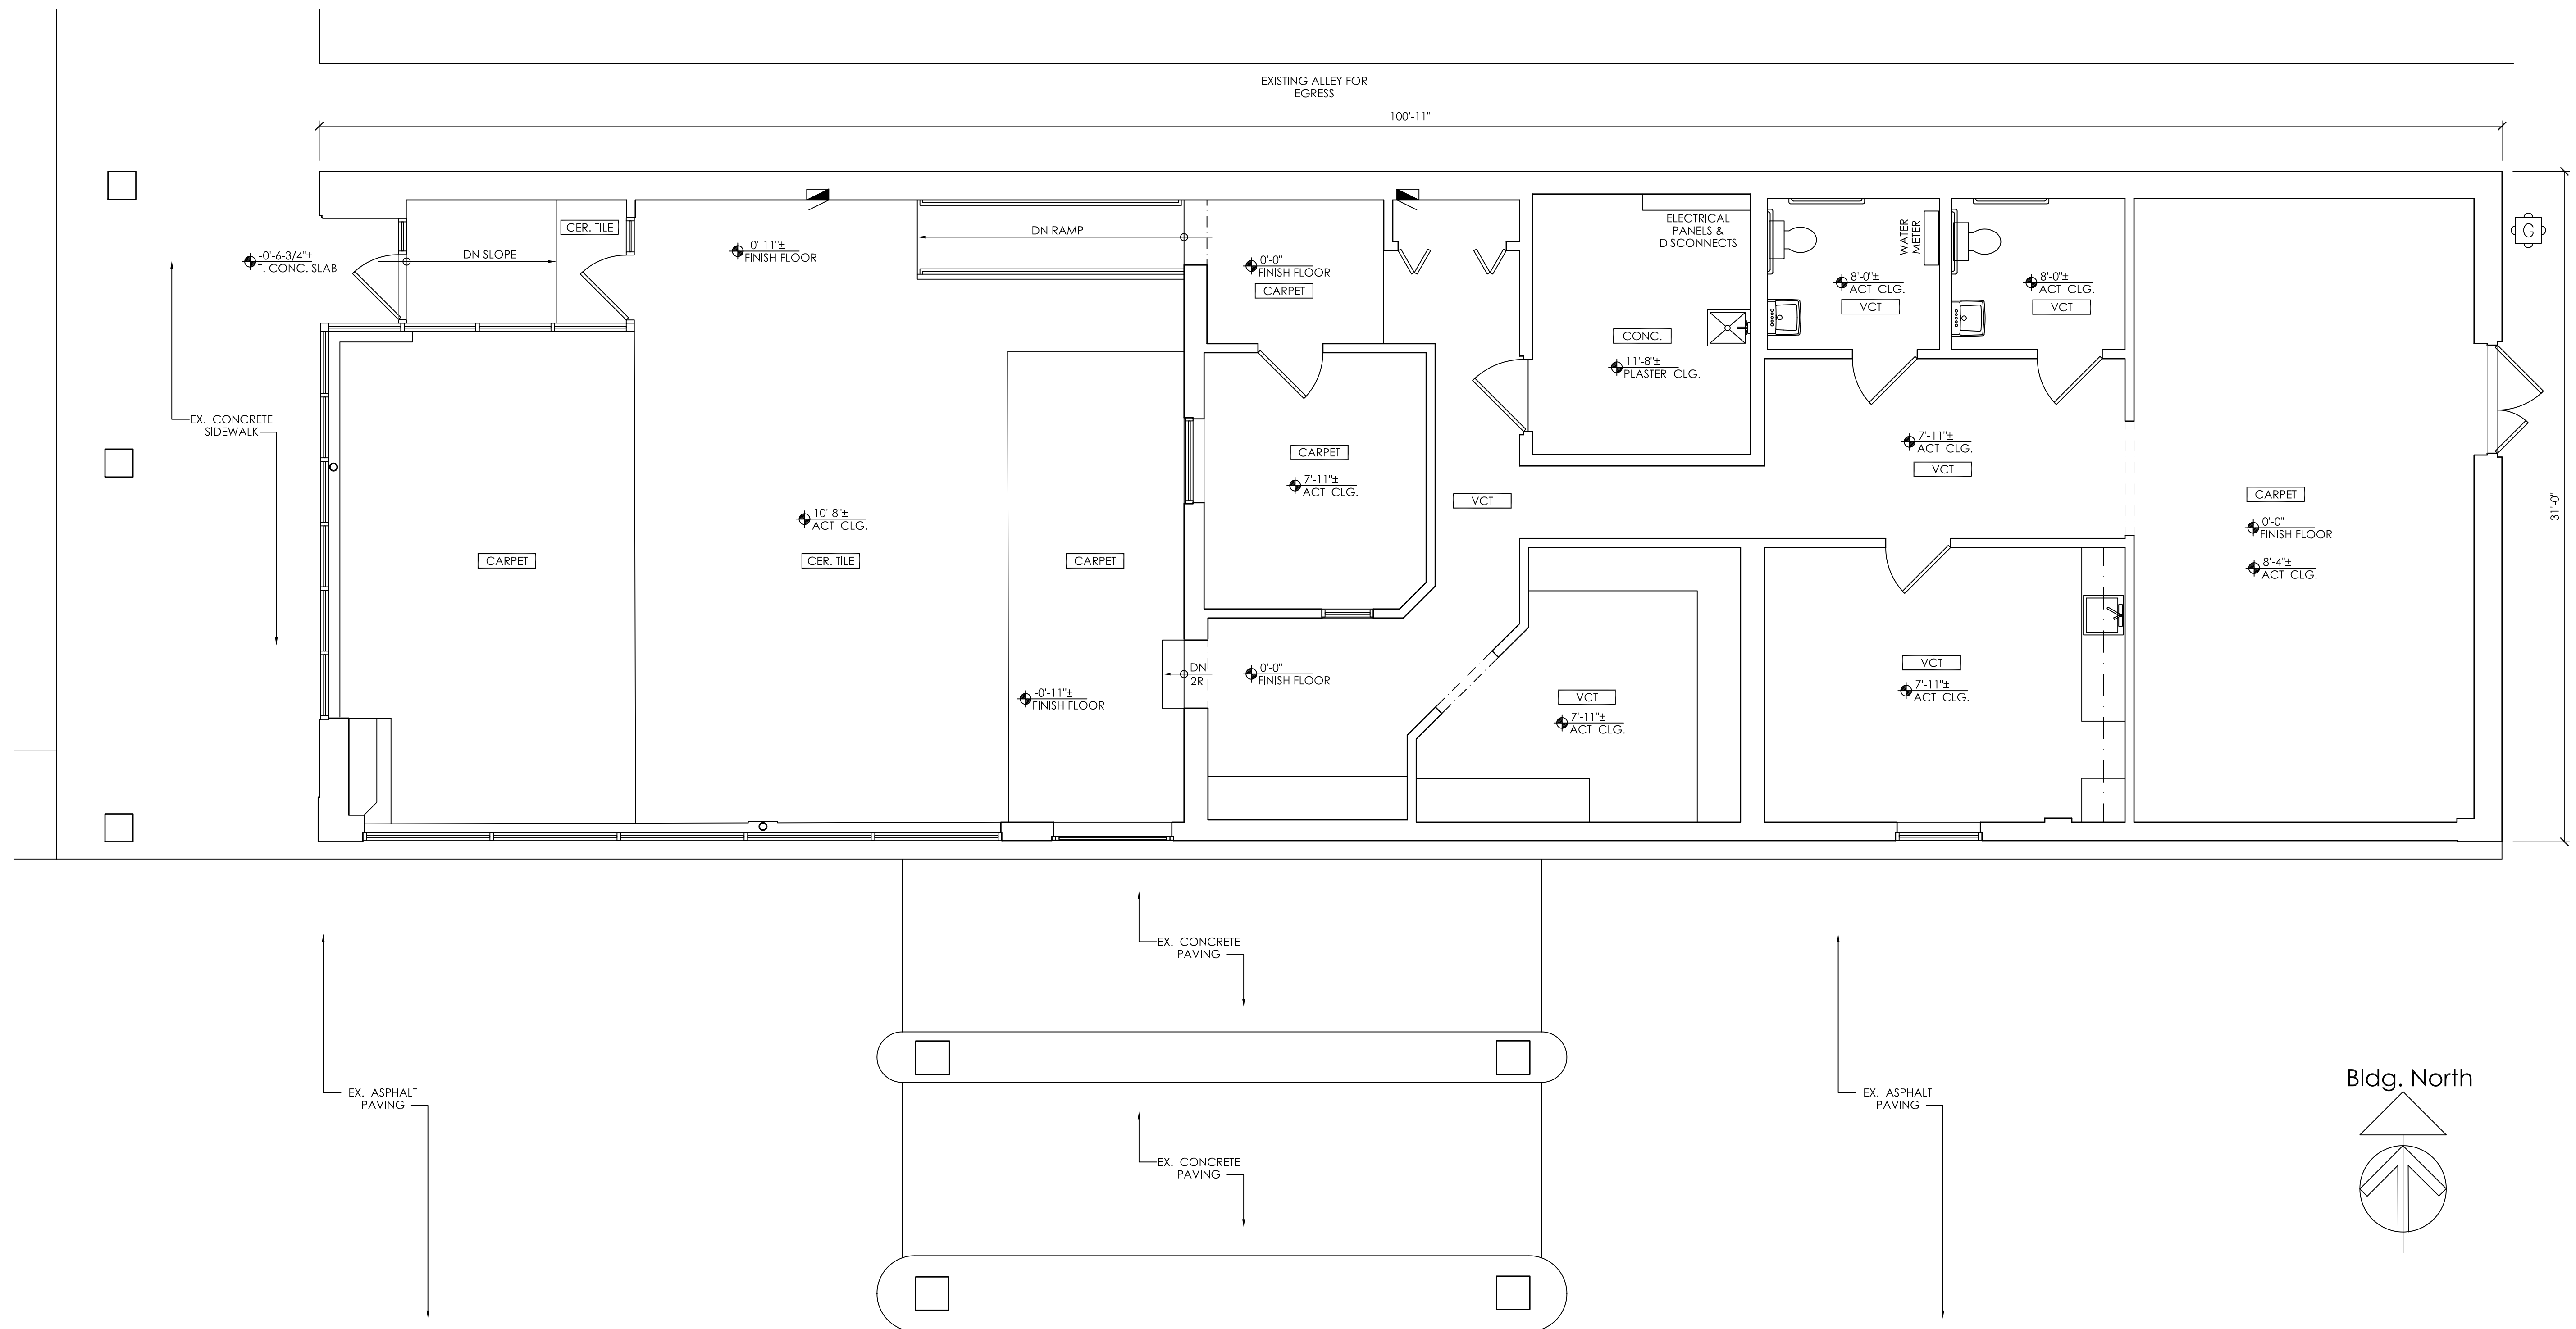 EXISTING ALLEY FOR
EGRESS
100'-11"
CER. TILE
DN SLOPE
-0'-6-3/4"±
T. CONC. SLAB
-0'-11"±
FINISH FLOOR
DN RAMP
0'-0"
FINISH FLOOR
CARPET
ELECTRICAL
PANELS &
DISCONNECTS
WATER
METER
8'-0"±
ACT CLG.
VCT
8'-0"±
ACT CLG.
VCT
G
CONC.
11'-8"±
PLASTER CLG.
EX. CONCRETE
SIDEWALK
CARPET
7'-11"±
ACT CLG.
VCT
7'-11"±
ACT CLG.
VCT
CARPET
0'-0"
FINISH FLOOR
8'-4"±
ACT CLG.
31'-0"
10'-8"±
ACT CLG.
CARPET
CER. TILE
CARPET
DN
2R
0'-0"
FINISH FLOOR
-0'-11"±
FINISH FLOOR
VCT
7'-11"±
ACT CLG.
VCT
7'-11"±
ACT CLG.
EX. CONCRETE
PAVING
EX. ASPHALT
PAVING
EX. ASPHALT
PAVING
EX. CONCRETE
PAVING
Bldg. North